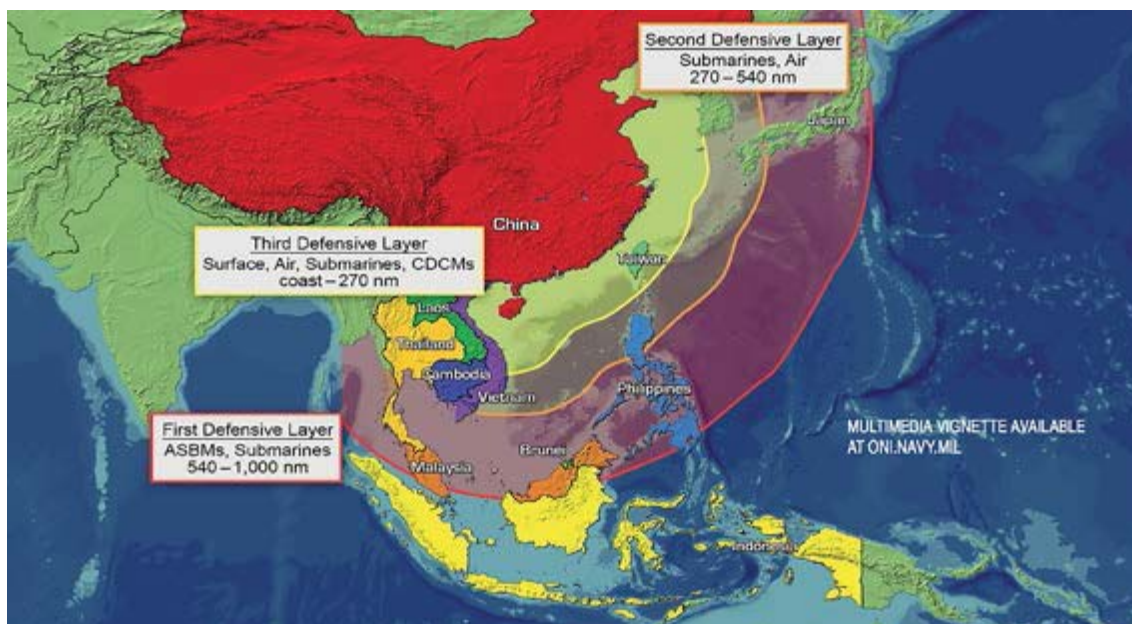 Second Defensive Layer
Submarines, Air
270 – 540 nm
Japan
China
Third Defensive Layer
Surface, Air, Submarines, CDCMs
coast – 270 nm
Taiwan
Laos
Thailand
Cambodia
Vietnam
Philippines
First Defensive Layer
ASBMs, Submarines
540 – 1,000 nm
MULTIMEDIA VIGNETTE AVAILABLE
AT ONI.NAVY.MIL
Brunei
Malaysia
Indonesia